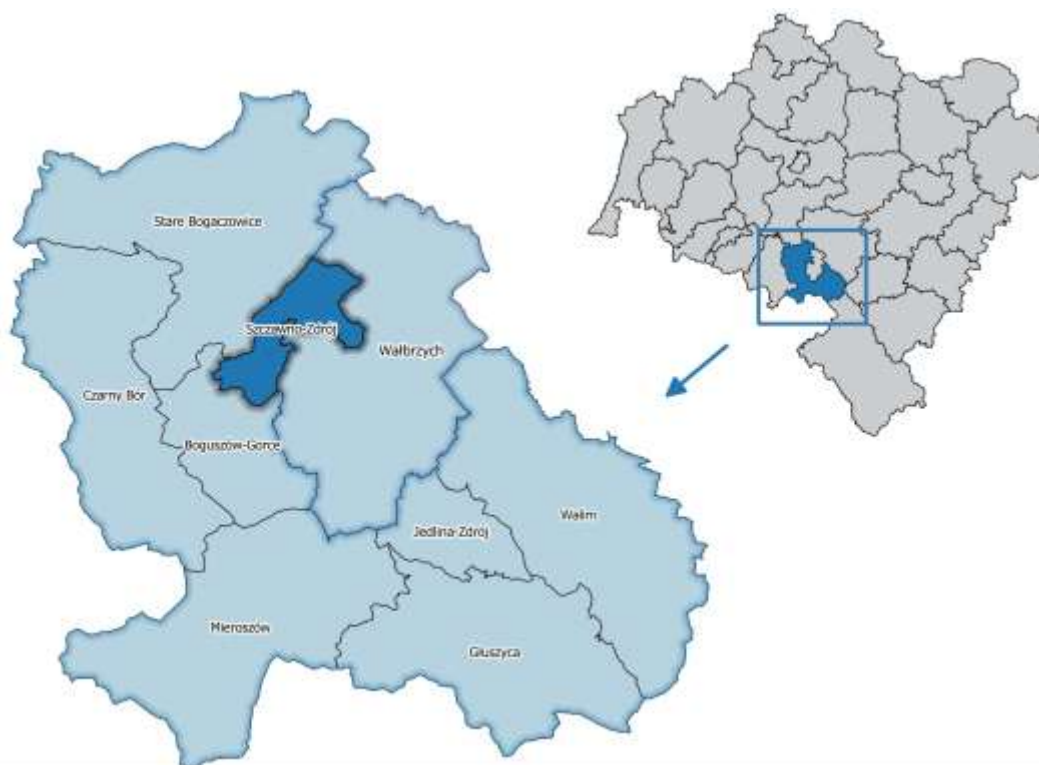 Stare Bogaczowice
Szczawno-Zdrój
Wałbrzych
Czarny Bór
Boguszów-Gorce
Jedlina-Zdrój
Walim
Mieroszów
Głuszyca